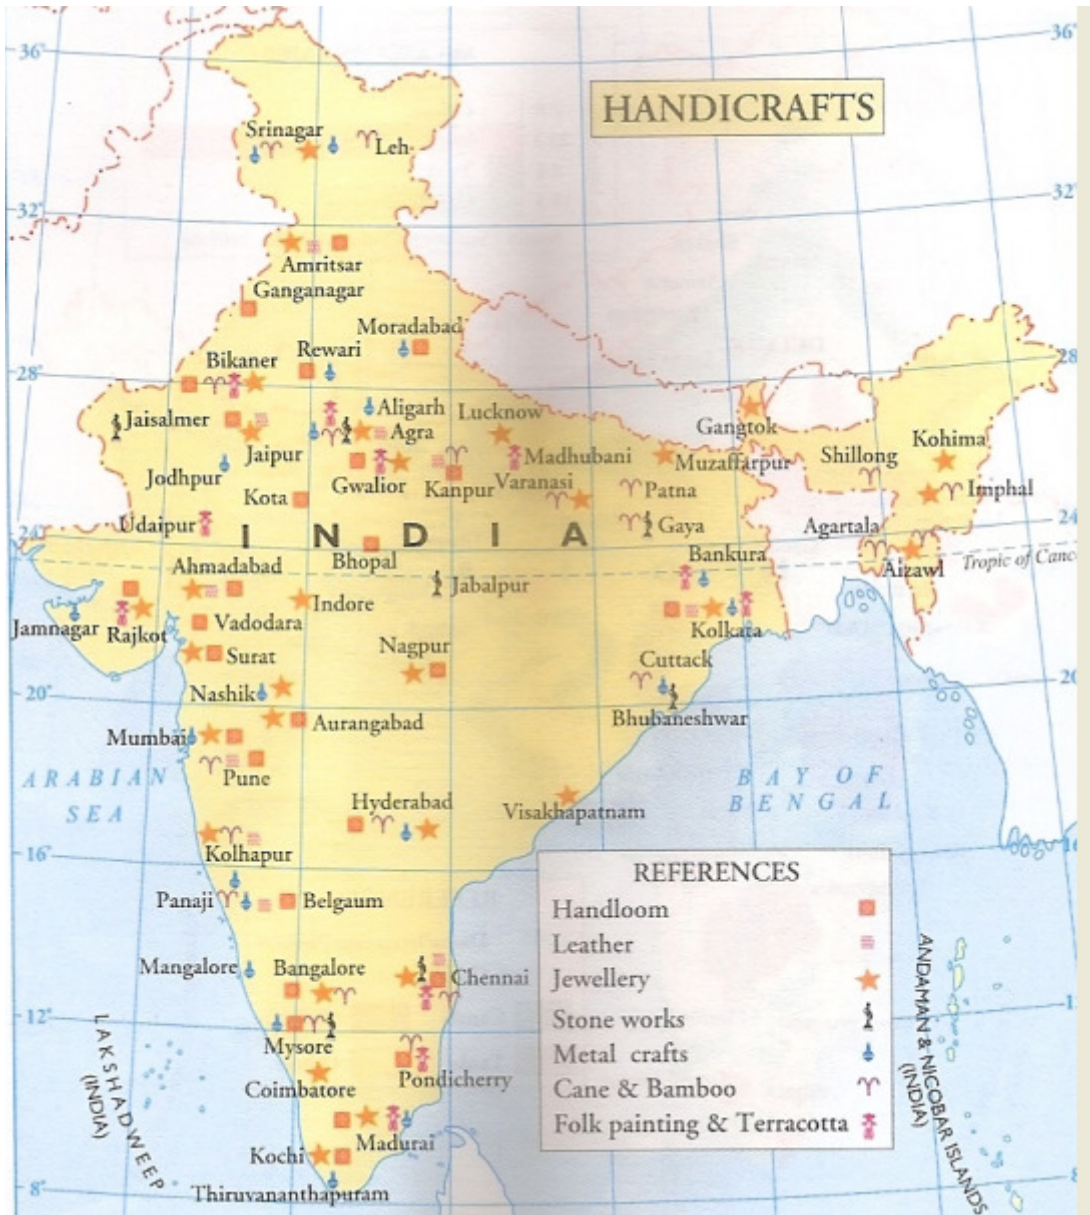 36°
36°
HANDICRAFTS
Srinagar
Leh
32°
32°
Amritsar
Ganganagar
Moradabad
Rewari
Bikaner
28°
28
Jaisalmer
Aligarh
Lucknow
Gangtok
Kohima
Agra
Jaipur
Madhubani
Muzaffarpur
Shillong
Jodhpur
Gwalior
Kanpur
Varanasi
Patna
Imphal
Kota
Udaipur
INDIA
Gaya
Agartala
24°
24
Bhopal
Bankura
Aizawl
Tropic of Canc
Ahmadabad
Jabalpur
Indore
Jamnagar
Rajkot
Vadodara
Kolkata
Surat
Nagpur
Cuttack
20°
20
Nashik
Bhubaneshwar
Mumbai
Aurangabad
ARABIAN
SEA
Pune
BAY OF
BENGAL
Hyderabad
Visakhapatnam
16°
16
Kolhapur
Panaji
Belgaum
Mangalore
Bangalore
Chennai
12°
Mysore
Coimbatore
Pondicherry
Madurai
Kochi
Thiruvananthapuram
8°
LAKSHADWEEP
(INDIA)
REFERENCES
Handloom
Leather
Jewellery
Stone works
Metal crafts
Cane & Bamboo
Folk painting & Terracotta
ANDAMAN & NICOBAR ISLANDS
(INDIA)